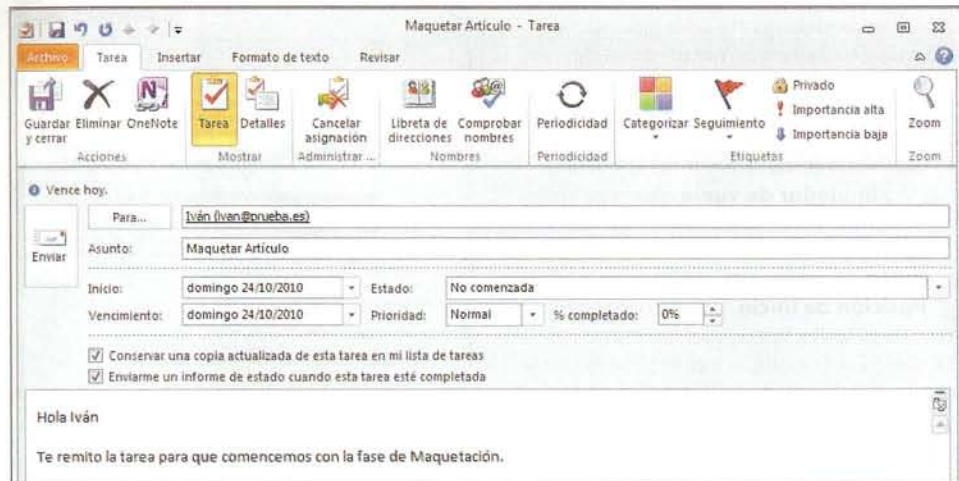 Maquetar Artículo - Tarea
Archivo Tarea Insertar Formato de texto Revisar
Guardar y cerrar Eliminar OneNote Tarea Detalles Cancelar asignación Libreta de direcciones Comprobar nombres Periodicidad Categorizar Seguimiento Privado Importancia alta Importancia baja Zoom
Acciones Mostrar Administrar ... Nombres Periodicidad Etiquetas Zoom
Vence hoy.
Enviar
Para... Iván (ivan@prueba.es)
Asunto: Maquetar Artículo
Inicio: domingo 24/10/2010 Estado: No comenzada
Vencimiento: domingo 24/10/2010 Prioridad: Normal % completado: 0%
Conservar una copia actualizada de esta tarea en mi lista de tareas
Enviarme un informe de estado cuando esta tarea esté completada
Hola Iván
Te remito la tarea para que comencemos con la fase de Maquetación.